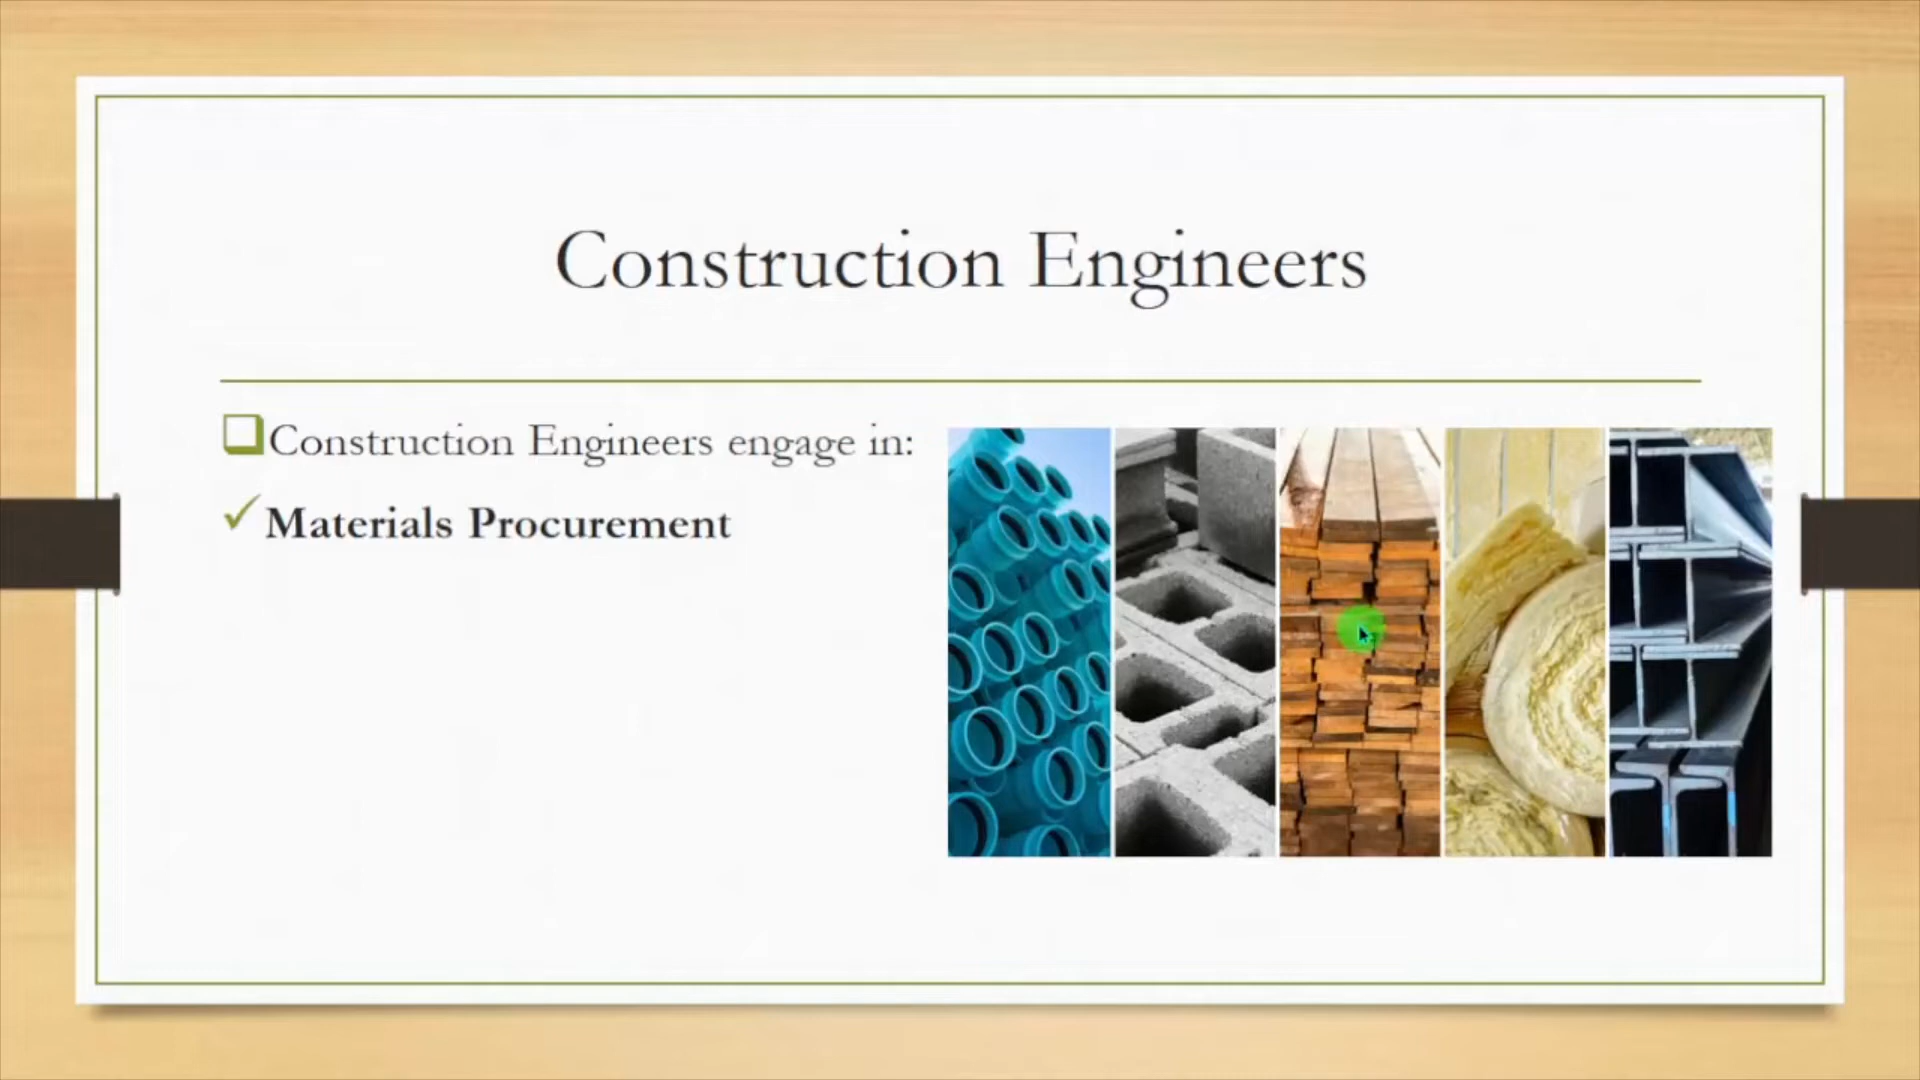 Construction Engineers
Construction Engineers engage in:
Materials Procurement